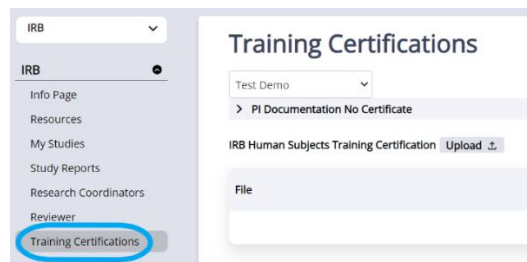 IRB
IRB
Info Page
Resources
My Studies
Study Reports
Research Coordinators
Reviewer
Training Certifications
Training Certifications
Test Demo
PI Documentation No Certificate
IRB Human Subjects Training Certification Upload
File